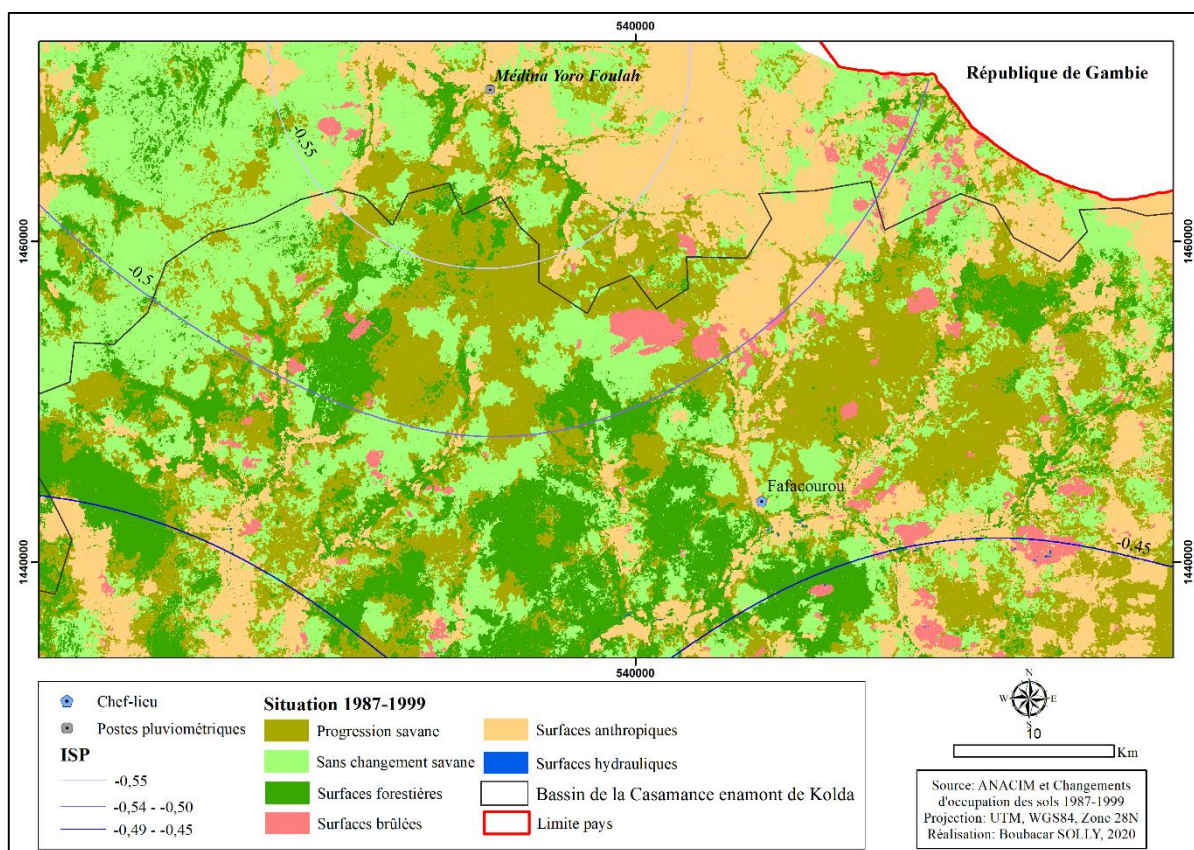 540000
Médina Yoro Foulah
République de Gambie
-0.55
1460000
1460000
-0.5
Fafacourou
-0.45
1440000
1440000
540000
Chef-lieu
Postes pluviométriques
ISP
-0,55
-0,54 - -0,50
-0,49 - -0,45
Situation 1987-1999
Progression savane
Sans changement savane
Surfaces forestières
Surfaces brûlées
Surfaces anthropiques
Surfaces hydrauliques
Bassin de la Casamance enamont de Kolda
Limite pays
N
W
E
S
10
Km
Source: ANACIM et Changements
d'occupation des sols 1987-1999
Projection: UTM, WGS84, Zone 28N
Réalisation: Boubacar SOLLY, 2020